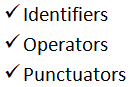 ✓ Identifiers
✓ Operators
✓ Punctuators